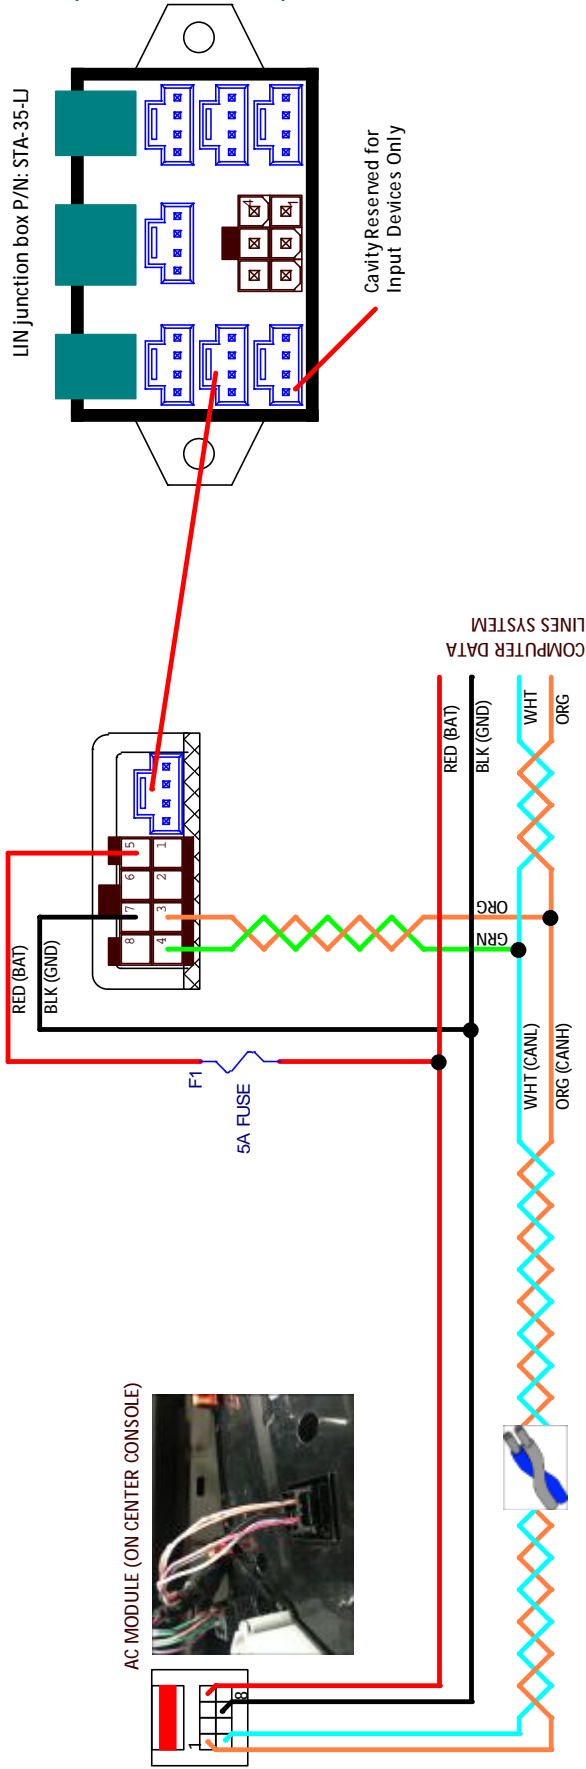 LIN junction box P/N: STA-35-LJ
4
1
Cavity Reserved for
Input Devices Only
COMPUTER DATA
LINES SYSTEM
RED (BAT)
BLK (GND)
WHT
ORG
5
6
7
8
1
2
3
4
RED (BAT)
BLK (GND)
ORG
GRN
F1
5A FUSE
WHT (CANL)
ORG (CANH)
AC MODULE (ON CENTER CONSOLE)
1
8